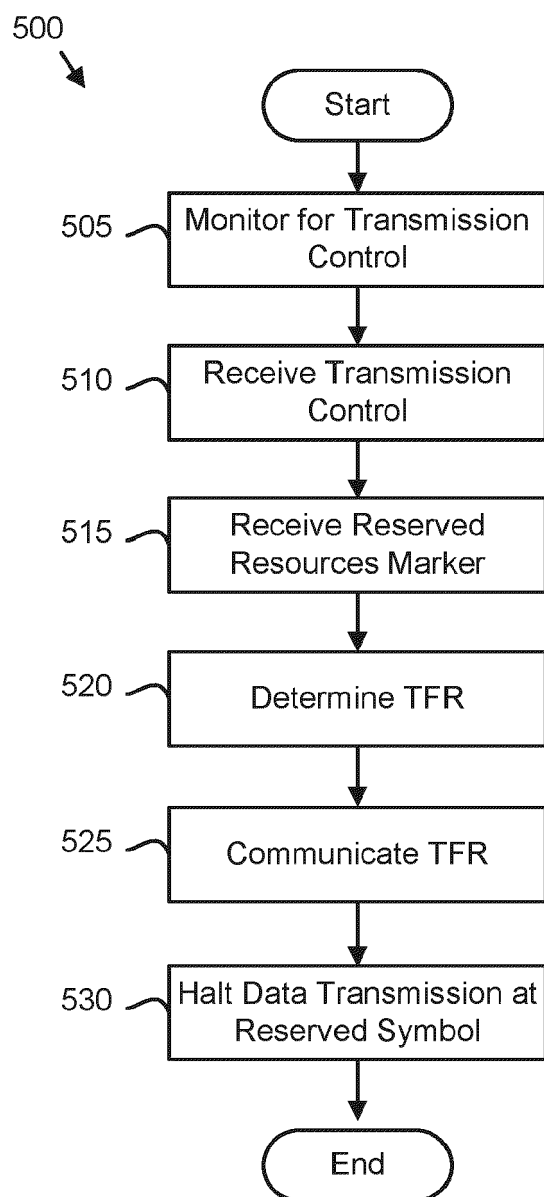 500
Start
505
Monitor for Transmission
Control
510
Receive Transmission
Control
515
Receive Reserved
Resources Marker
520
Determine TFR
525
Communicate TFR
530
Halt Data Transmission at
Reserved Symbol
End